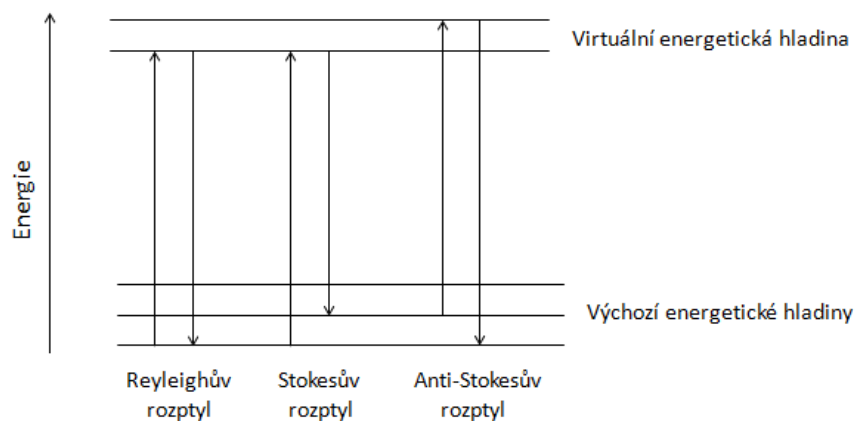 Virtuální energetická hladina
Energie
Výchozí energetické hladiny
Reyleighův
rozptyl
Stokesův
rozptyl
Anti-Stokesův
rozptyl